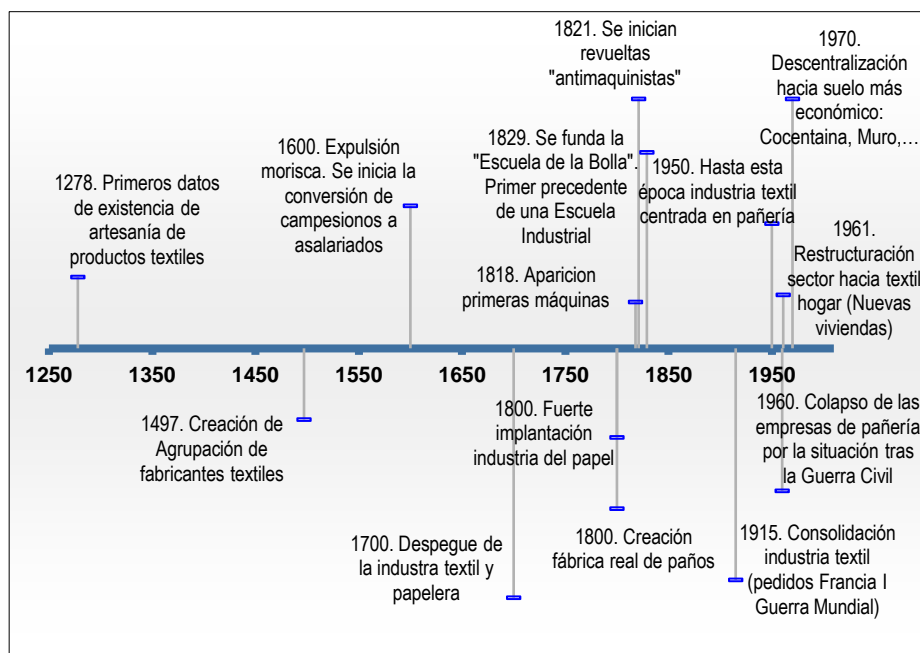 1821. Se inician
revueltas
"antimaquinistas"
1970.
Descentralización
hacia suelo más
económico:
Cocentaina, Muro,…
1600. Expulsión
morisca. Se inicia la
conversión de
campesionos a
asalariados
1829. Se funda la
"Escuela de la Bolla".
Primer precedente
de una Escuela
Industrial
1950. Hasta esta
época industria textil
centrada en pañería
1278. Primeros datos
de existencia de
artesanía de
productos textiles
1961.
Restructuración
sector hacia textil
hogar (Nuevas
viviendas)
1818. Aparicion
primeras máquinas
1250 1350 1450 1550 1650 1750 1850 1950
1497. Creación de
Agrupación de
fabricantes textiles
1800. Fuerte
implantación
industria del papel
1960. Colapso de las
empresas de pañería
por la situación tras
la Guerra Civil
1700. Despegue de
la industra textil y
papelera
1800. Creación
fábrica real de paños
1915. Consolidación
industria textil
(pedidos Francia I
Guerra Mundial)